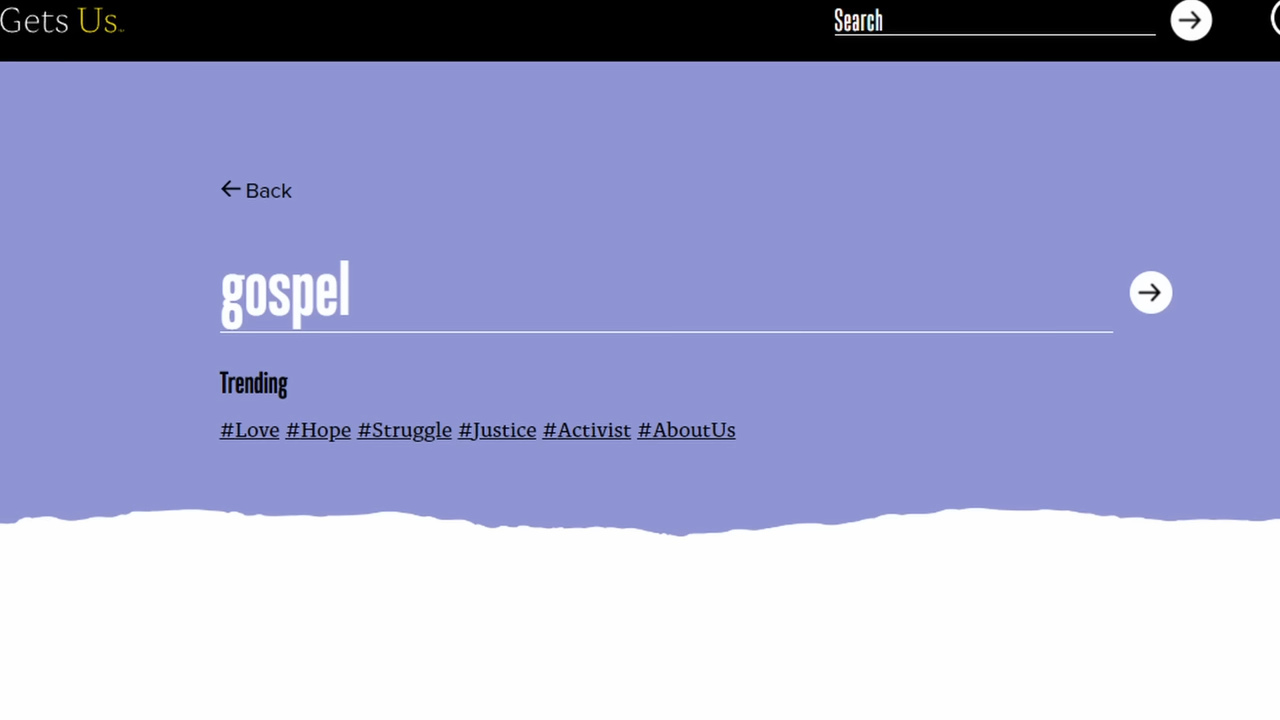 Gets Us
Search
Back
gospel
Trending
#Love #Hope #Struggle #Justice #Activist #AboutUs